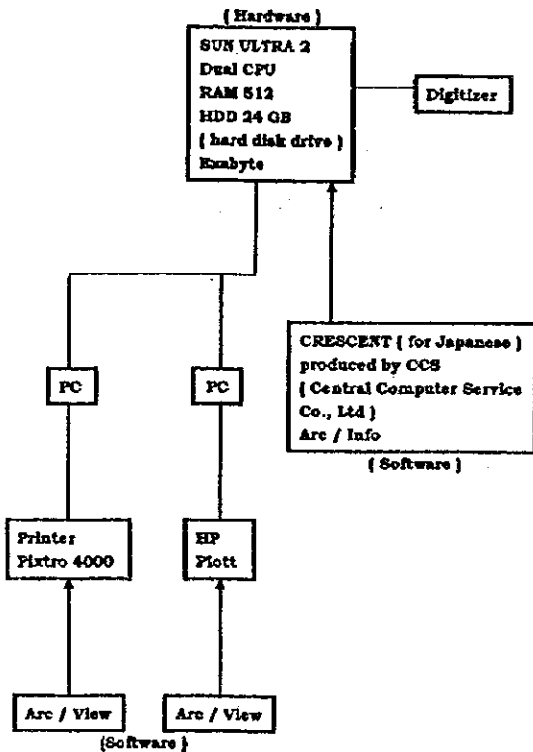 ( Hardware )
SUN ULTRA 2
Dual CPU
RAM 512
HDD 24 GB
( hard disk drive )
Exabyte
Digitizer
CRESCENT ( for Japanese )
produced by CCS
( Central Computer Service
Co., Ltd )
Arc / Info
( Software )
PC
PC
Printer
Pixtro 4000
HP
Plott
Arc / View
Arc / View
(Software )